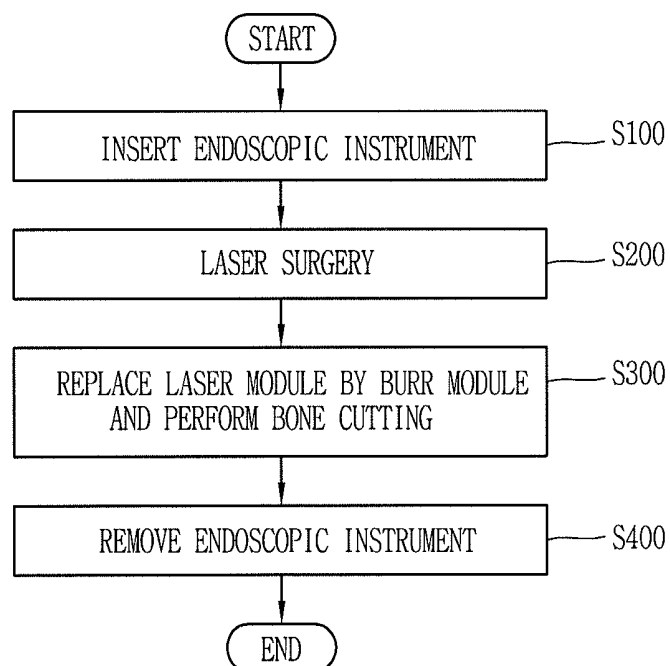 START
INSERT ENDOSCOPIC INSTRUMENT
S100
LASER SURGERY
S200
REPLACE LASER MODULE BY BURR MODULE
AND PERFORM BONE CUTTING
S300
REMOVE ENDOSCOPIC INSTRUMENT
S400
END